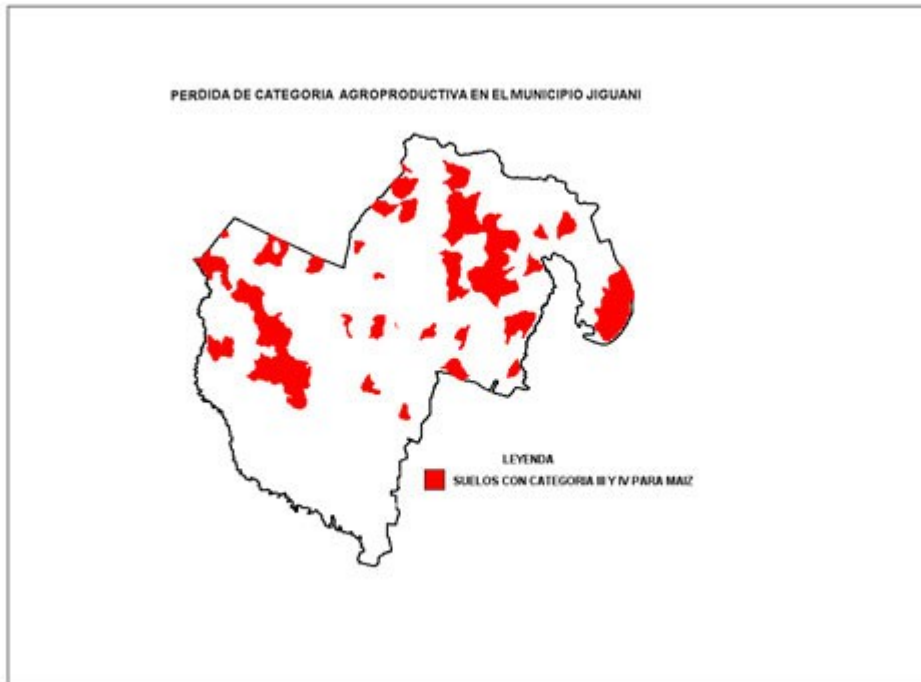 PERDIDA DE CATEGORIA AGROPRODUCTIVA EN EL MUNICIPIO JIGUANI
LEYENDA
SUELOS CON CATEGORIA III Y IV PARA MAIZ